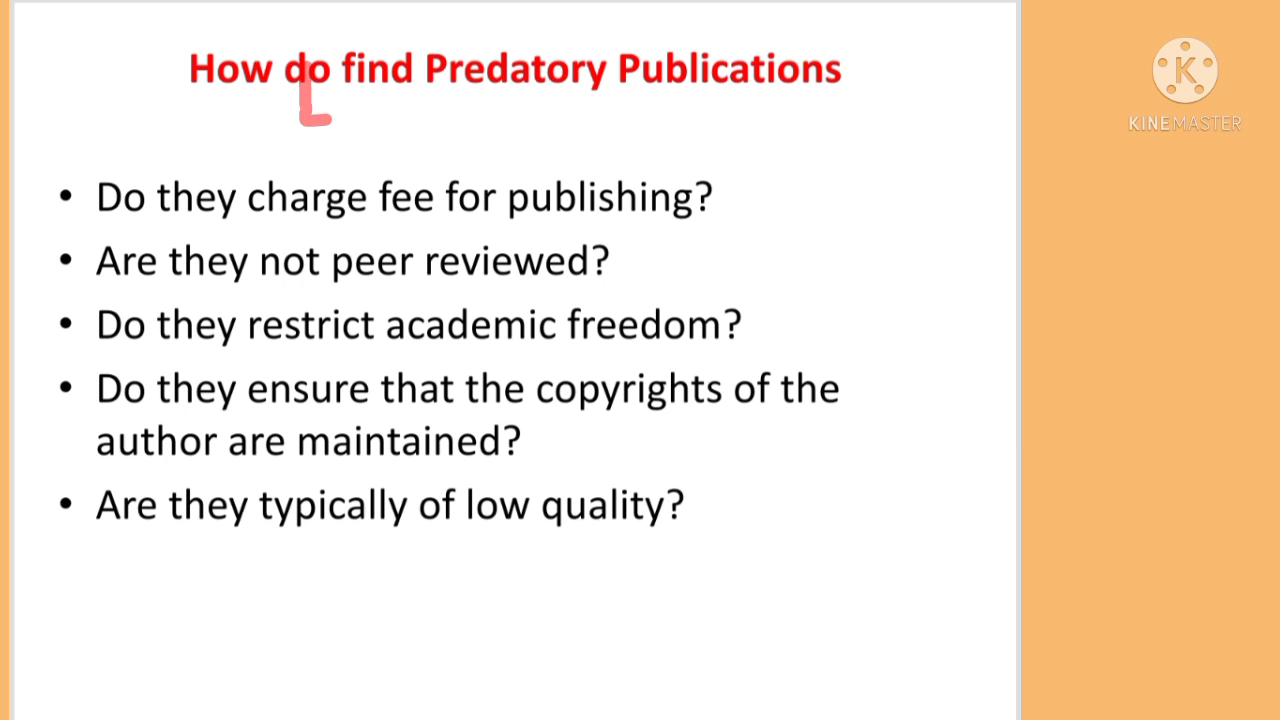 How do find Predatory Publications
KINEMASTER
• Do they charge fee for publishing?
• Are they not peer reviewed?
• Do they restrict academic freedom?
• Do they ensure that the copyrights of the
author are maintained?
• Are they typically of low quality?